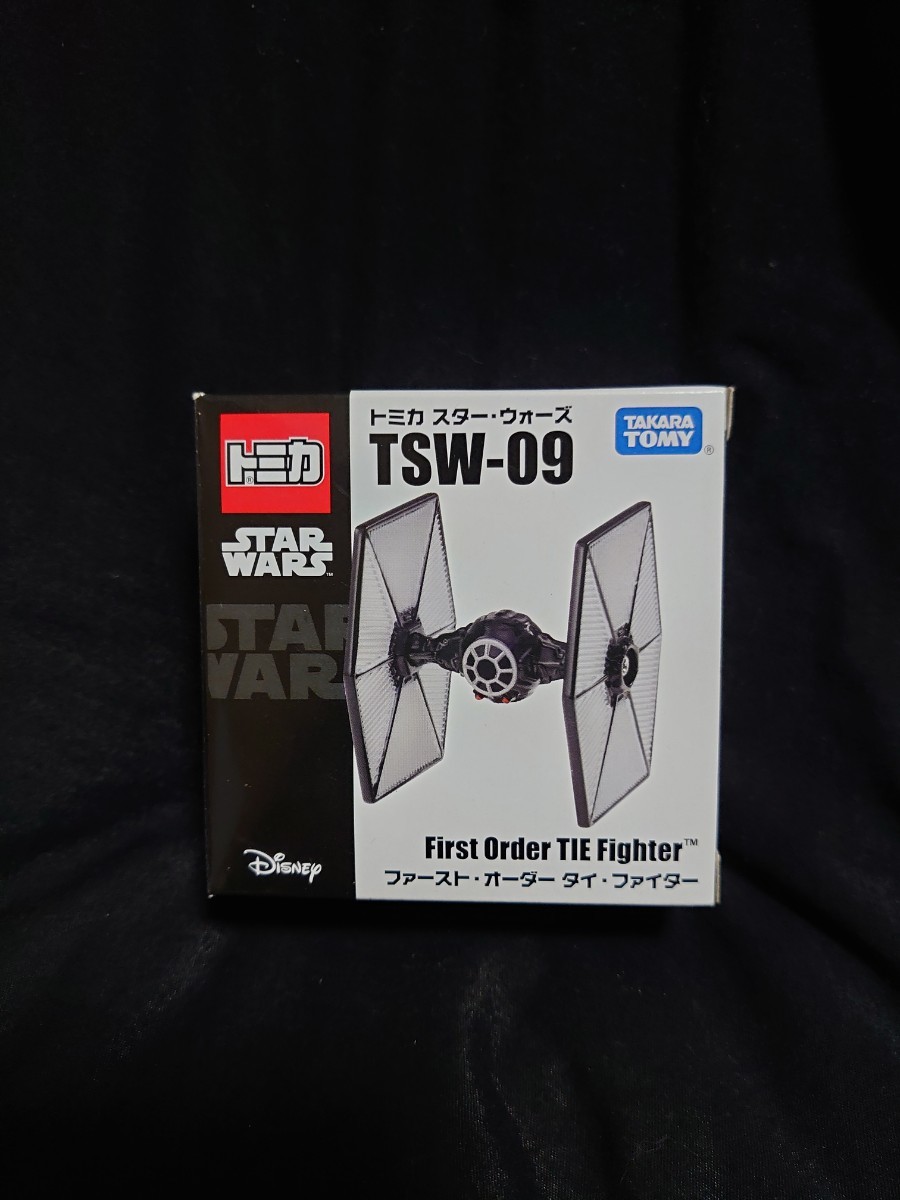 トミカ
®
STAR
WARS™
STAR
WAR
Disney
トミカ スター・ウォーズ
TSW-09
TAKARA
TOMY®
First Order TIE Fighter™
ファースト・オーダー タイ・ファイター